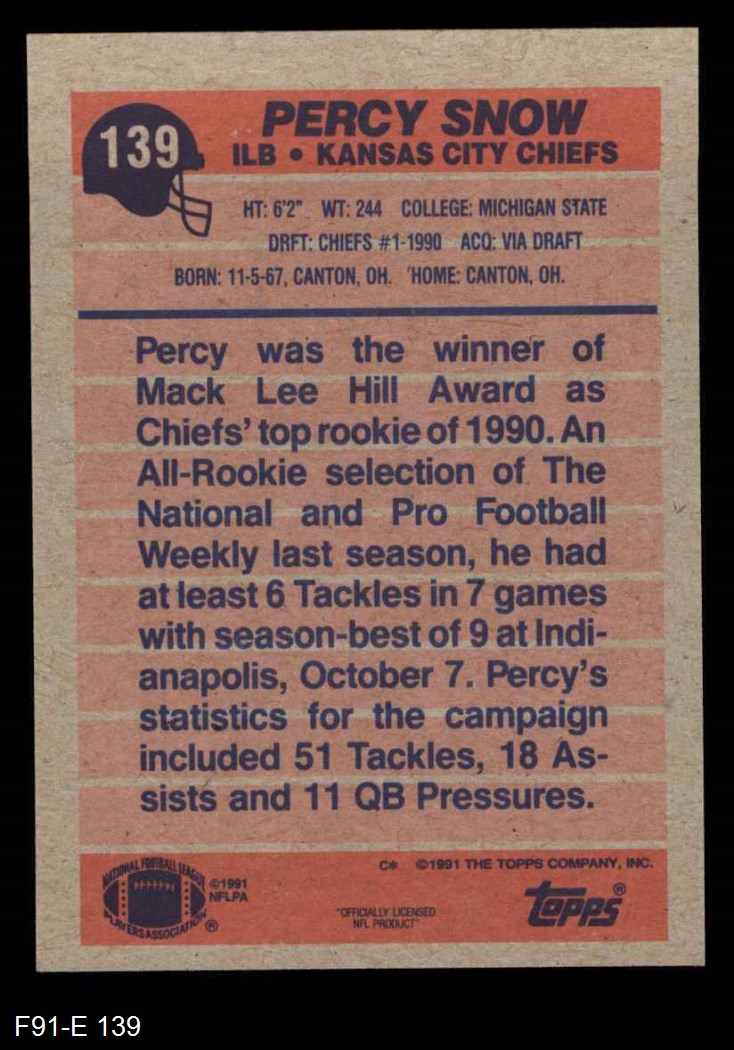 139
PERCY SNOW
ILB • KANSAS CITY CHIEFS
HT: 6'2" WT: 244 COLLEGE: MICHIGAN STATE
DRFT: CHIEFS #1-1990 ACQ: VIA DRAFT
BORN: 11-5-67, CANTON, OH. HOME: CANTON, OH.
Percy was the winner of
Mack Lee Hill Award as
Chiefs' top rookie of 1990. An
All-Rookie selection of The
National and Pro Football
Weekly last season, he had
at least 6 Tackles in 7 games
with season-best of 9 at Indi-
anapolis, October 7. Percy's
statistics for the campaign
included 51 Tackles, 18 As-
sists and 11 QB Pressures.
C* ©1991 THE TOPPS COMPANY, INC.
NATIONAL FOOTBALL LEAGUE
PLAYERS ASSOCIATION ®
©1991
NFLPA
"OFFICIALLY LICENSED
NFL PRODUCT"
topps®
F91-E 139